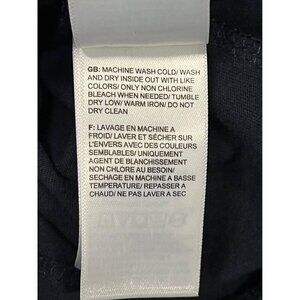 GB: MACHINE WASH COLD/ WASH
AND DRY INSIDE OUT WITH LIKE
COLORS/ ONLY NON CHLORINE
BLEACH WHEN NEEDED/ TUMBLE
DRY LOW/ WARM IRON/ DO NOT
DRY CLEAN
F: LAVAGE EN MACHINE A
FROID/ LAVER ET SÉCHER SUR
L'ENVERS AVEC DES COULEURS
SEMBLABLES/ UNIQUEMENT
AGENT DE BLANCHISSEMENT
NON CHLORE AU BESOIN/
SECHAGE EN MACHINE A BASSE
TEMPERATURE/ REPASSER A
CHAUD/ NE PAS LAVER A SEC